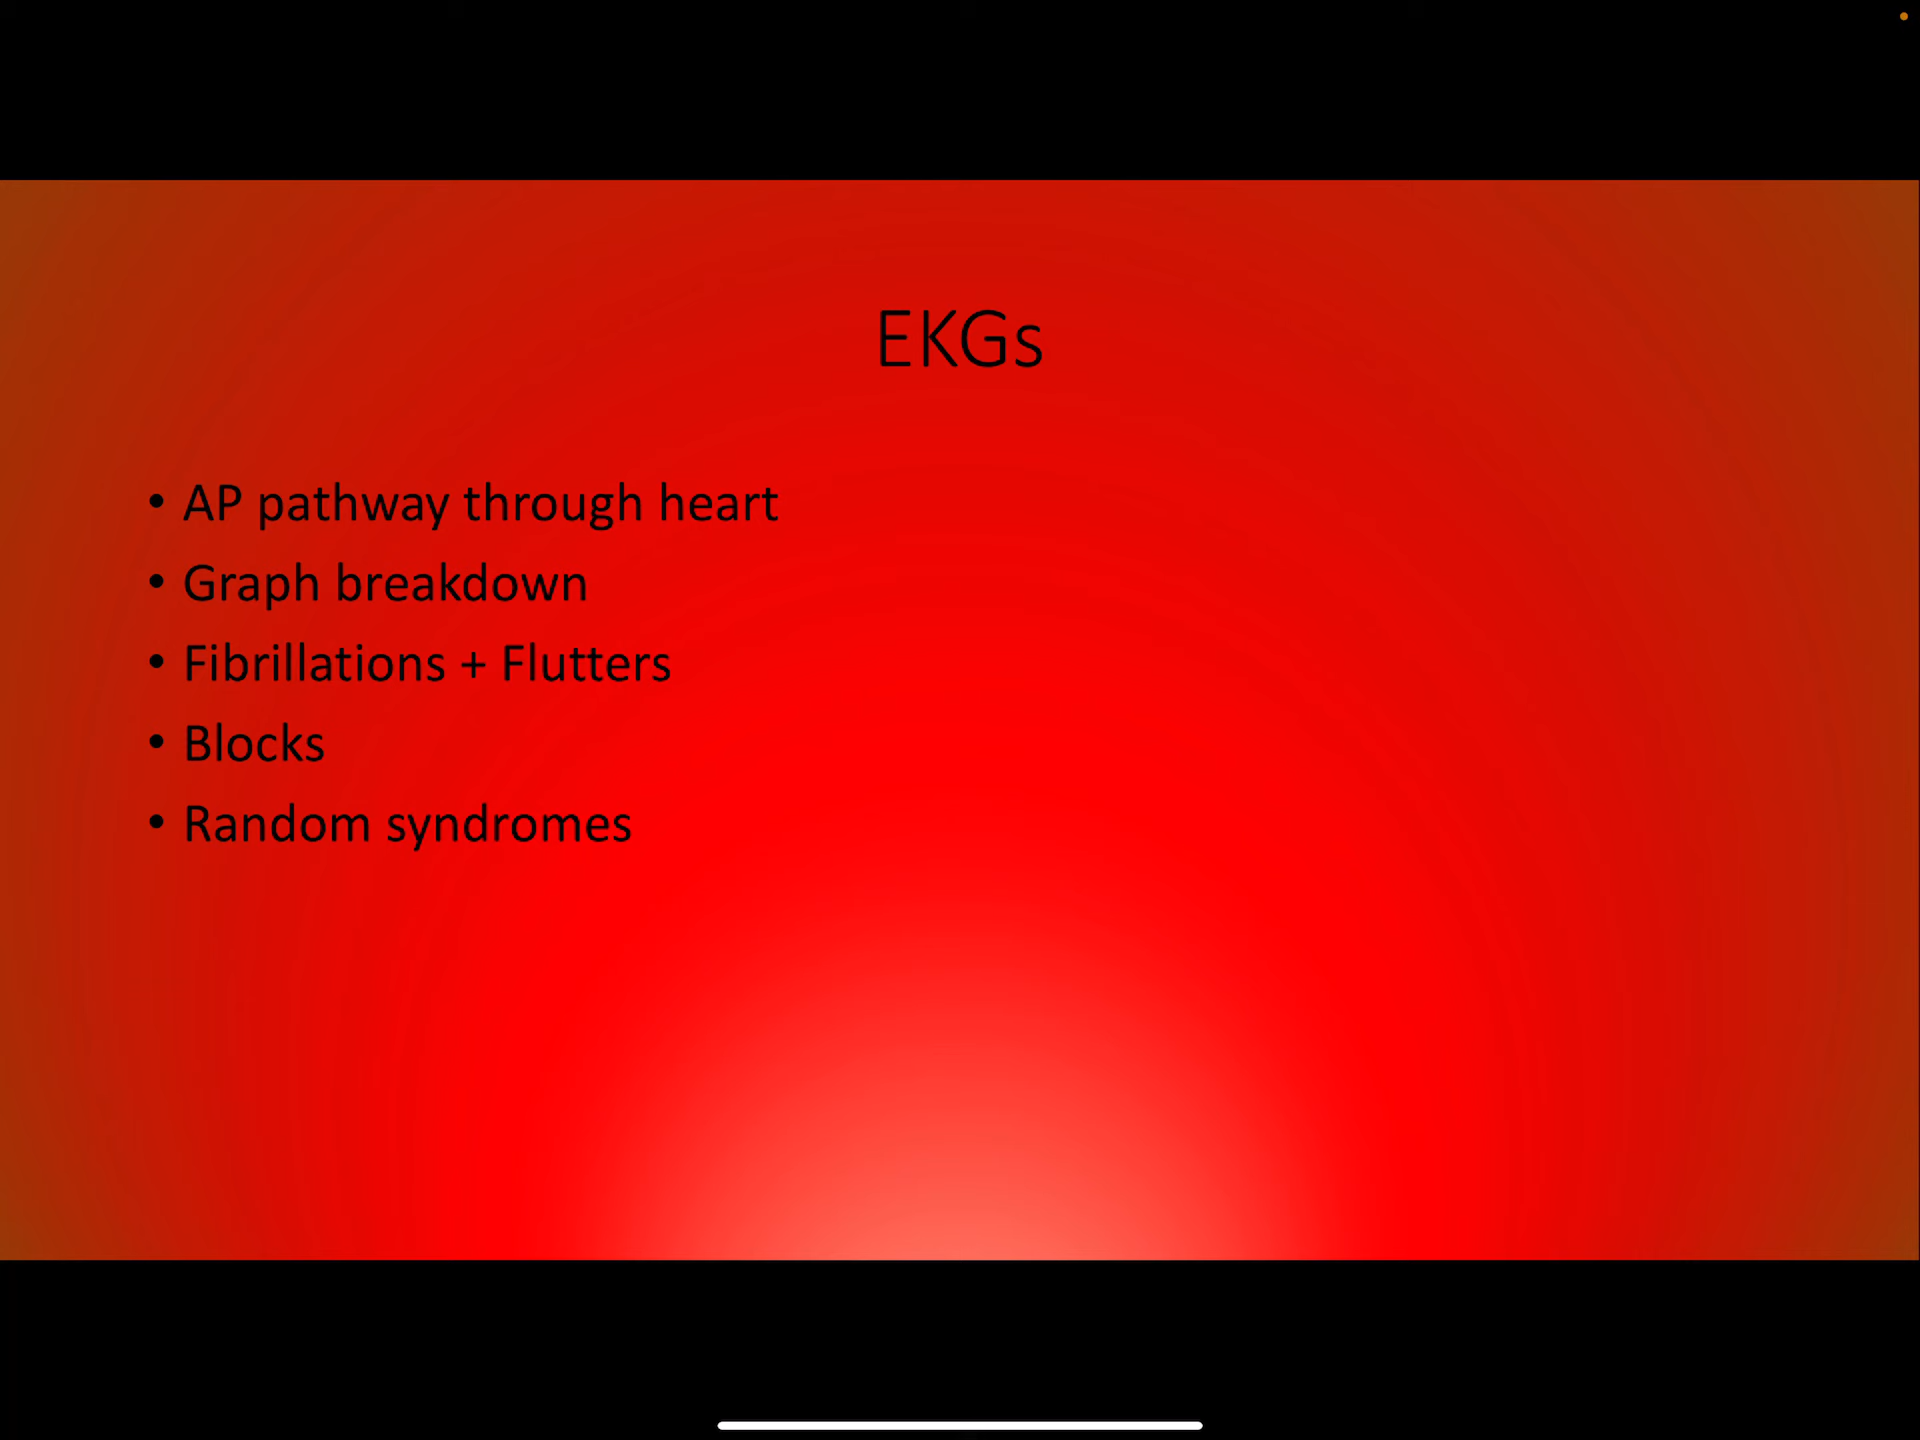 EKGs
• AP pathway through heart
• Graph breakdown
• Fibrillations + Flutters
• Blocks
• Random syndromes